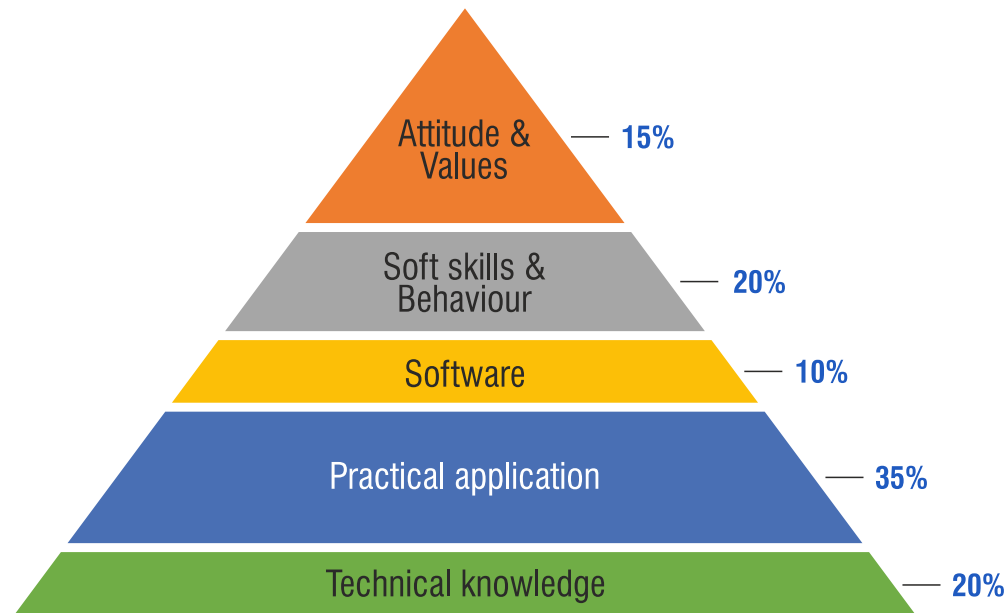 Attitude &
Values
15%
Soft skills &
Behaviour
20%
Software
10%
Practical application
35%
Technical knowledge
20%